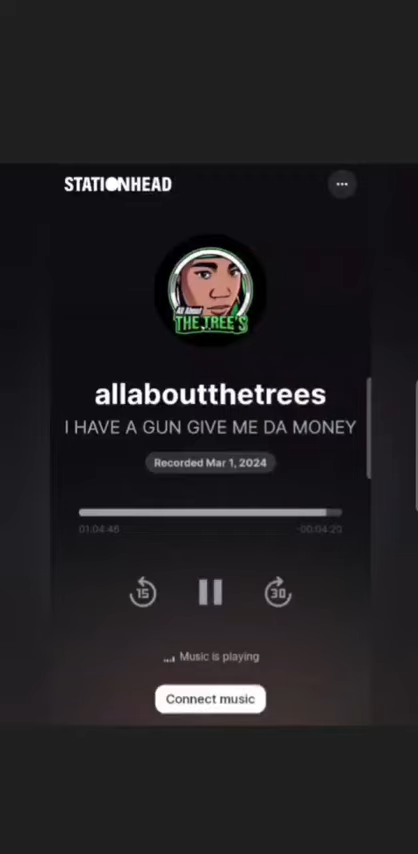 STATIONHEAD
All About
THE TREE'S
allaboutthetrees
I HAVE A GUN GIVE ME DA MONEY
Recorded Mar 1, 2024
01:04:46 -00:04:20
15 30
Music is playing
Connect music